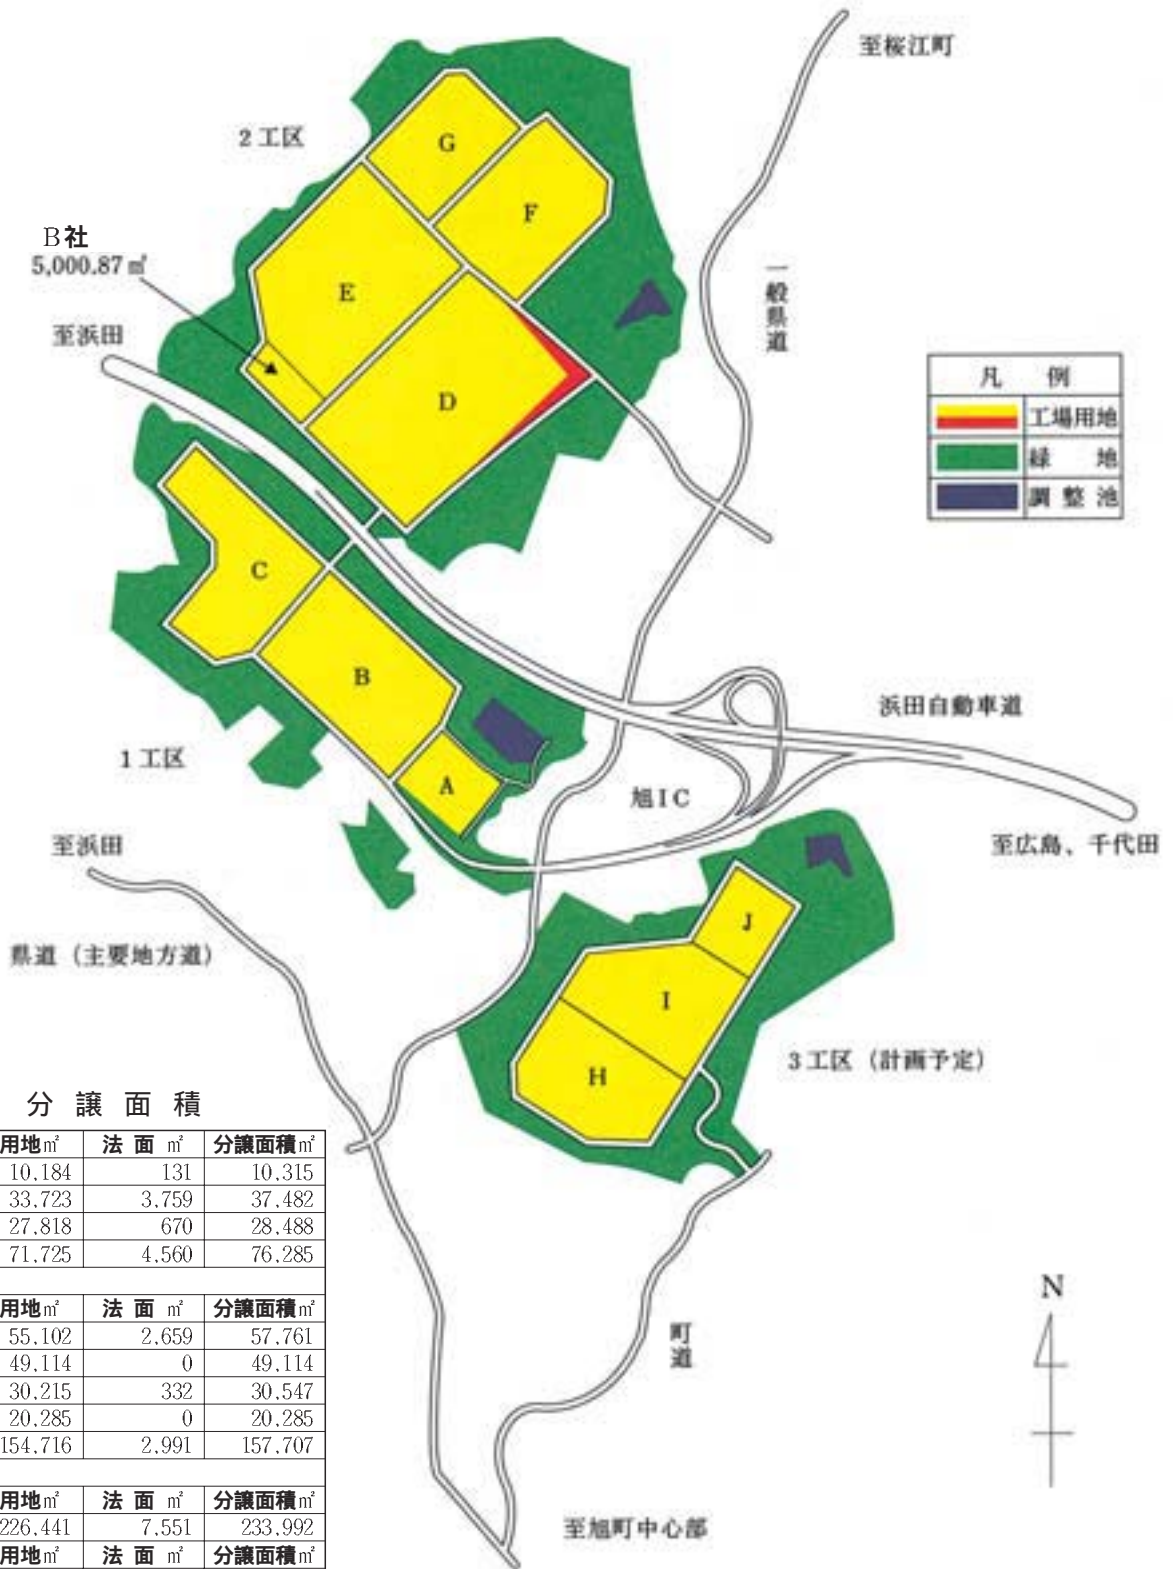 至桜江町
2工区
G
F
B社
5,000.87㎡
E
一般県道
至浜田
D
凡 例
工場用地
緑 地
調整池
C
B
浜田自動車道
1工区
A
旭IC
至浜田
至広島、千代田
J
県道（主要地方道）
I
3工区（計画予定）
H
分 譲 面 積
用地㎡ 法 面 ㎡ 分譲面積㎡
10,184 131 10,315
33,723 3,759 37,482
27,818 670 28,488
71,725 4,560 76,285
用地㎡ 法 面 ㎡ 分譲面積㎡
55,102 2,659 57,761
49,114 0 49,114
30,215 332 30,547
20,285 0 20,285
154,716 2,991 157,707
用地㎡ 法 面 ㎡ 分譲面積㎡
226,441 7,551 233,992
用地㎡ 法 面 ㎡ 分譲面積㎡
町道
N
至旭町中心部